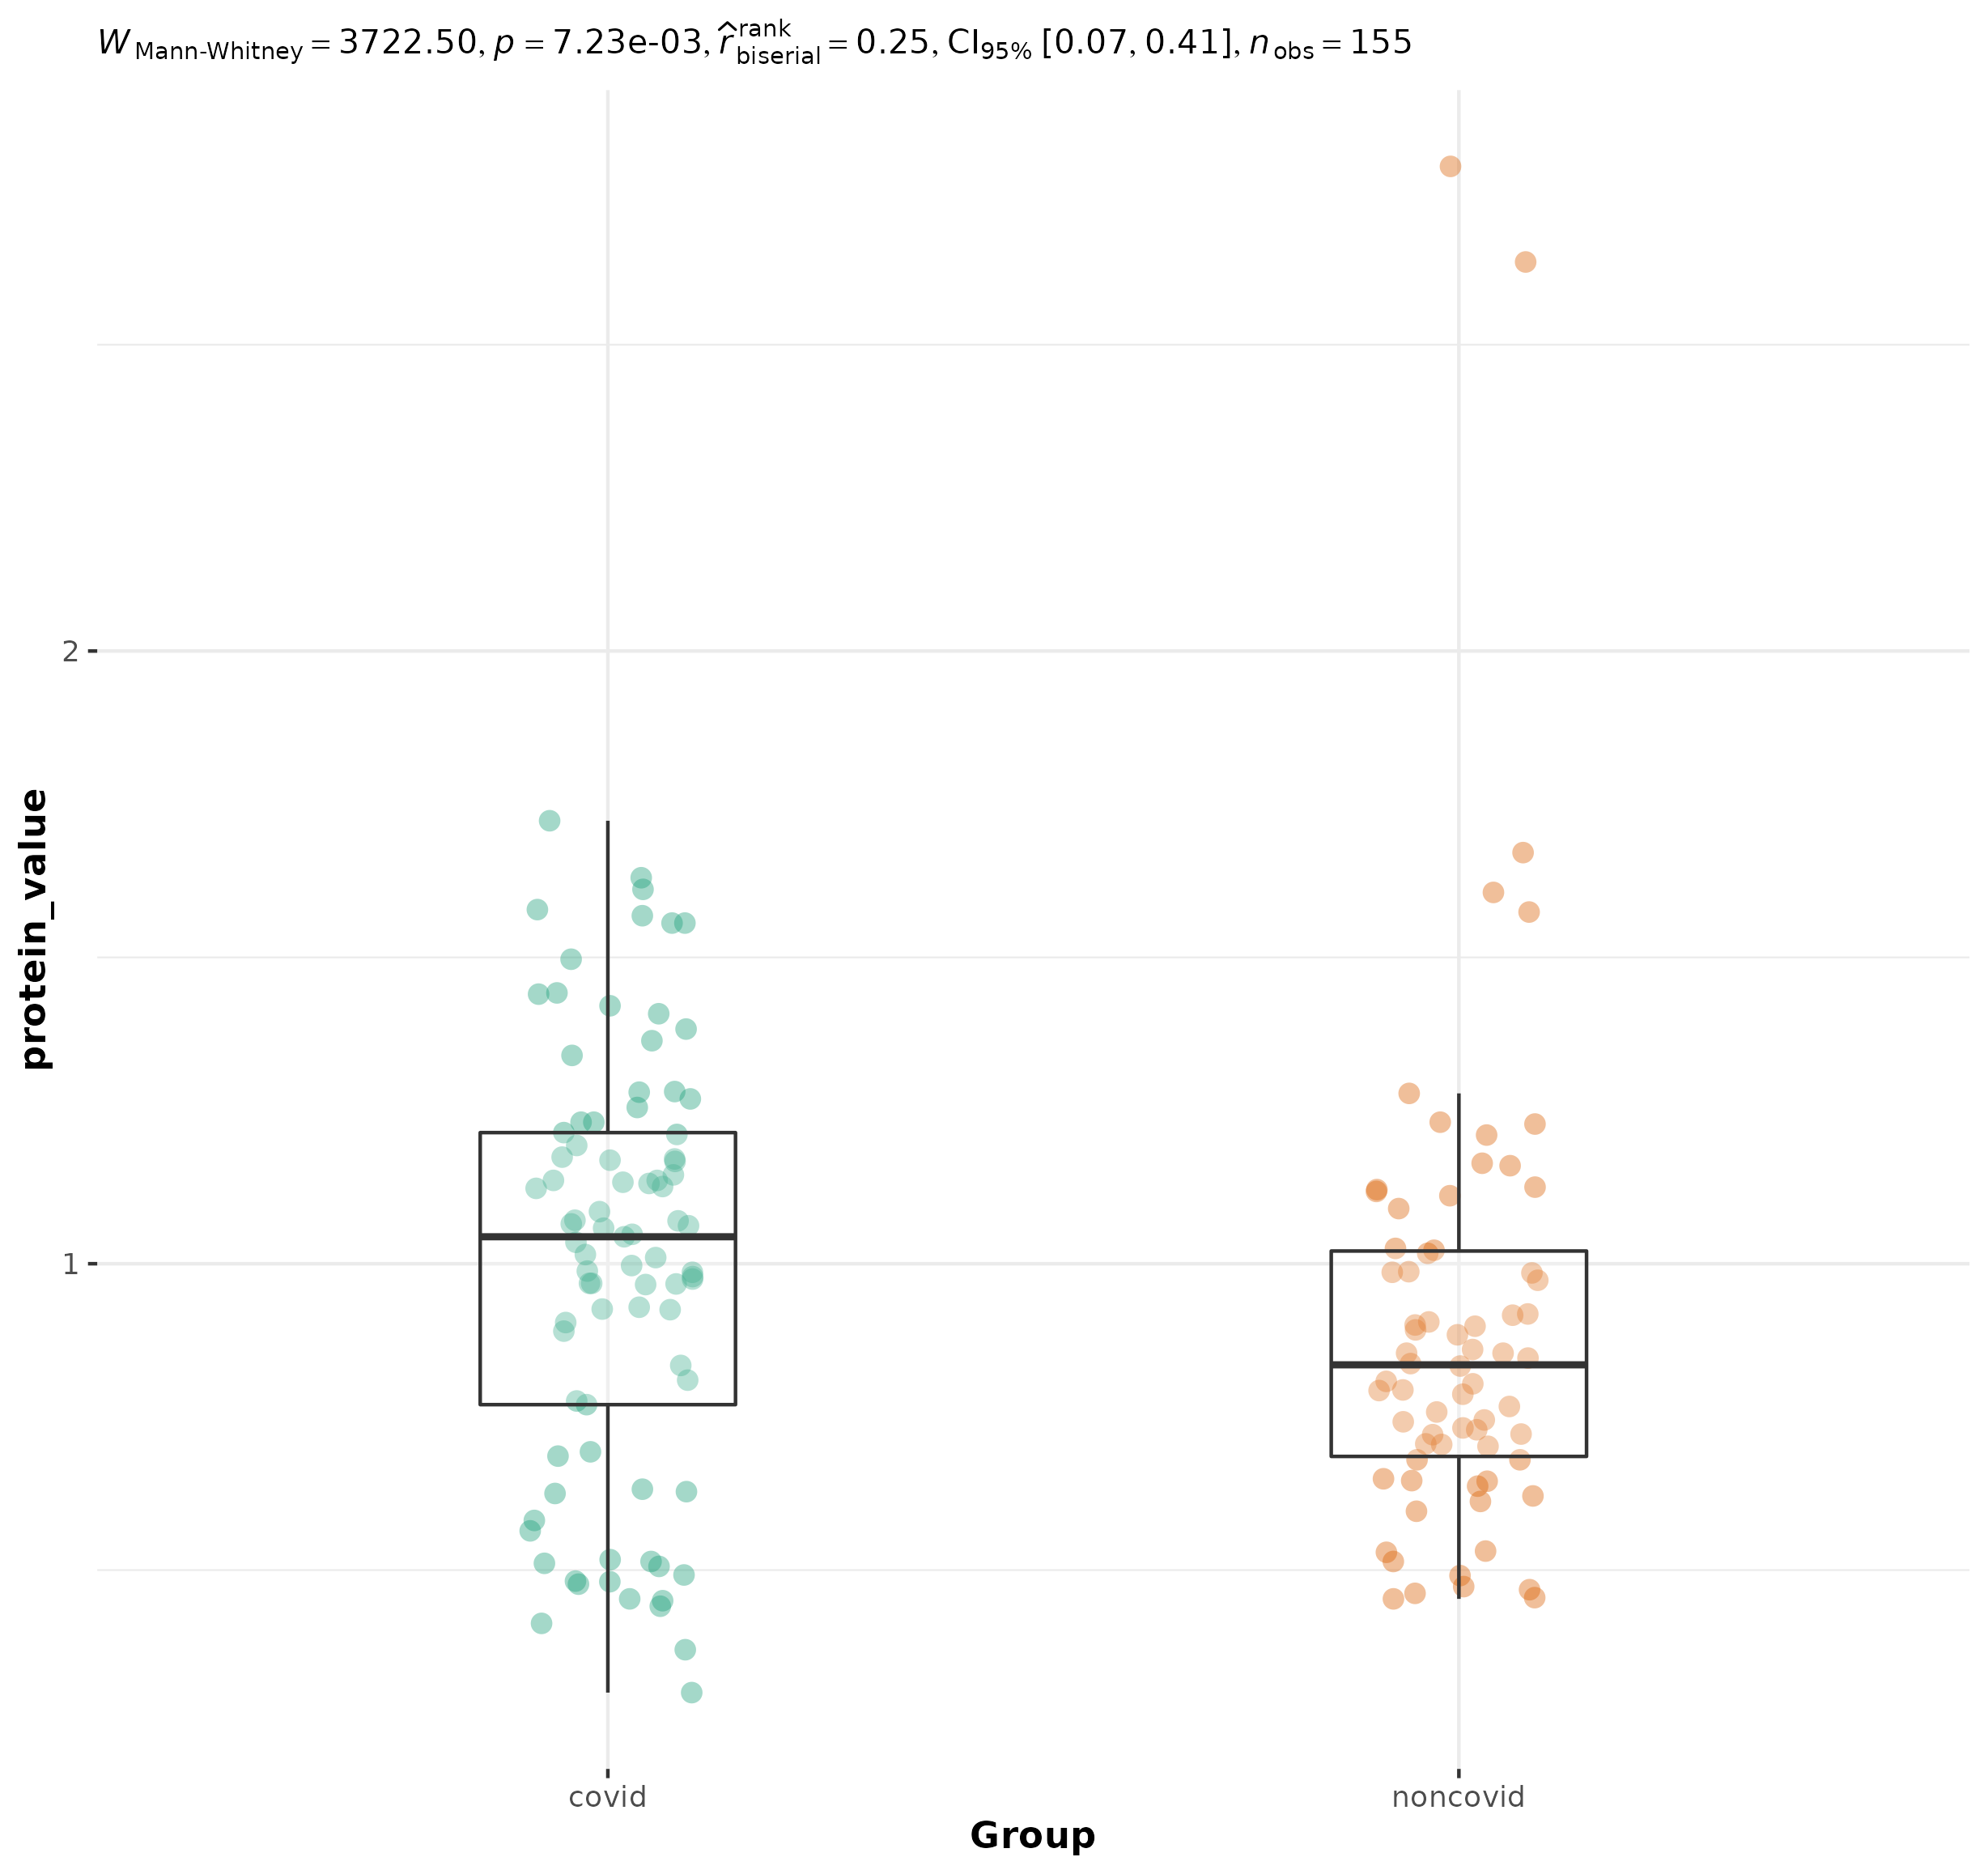 W Mann-Whitney = 3722.50, p = 7.23e-03, r̂ rank biserial = 0.25, CI95% [0.07, 0.41], nobs = 155
protein_value
2
1
covid noncovid
Group